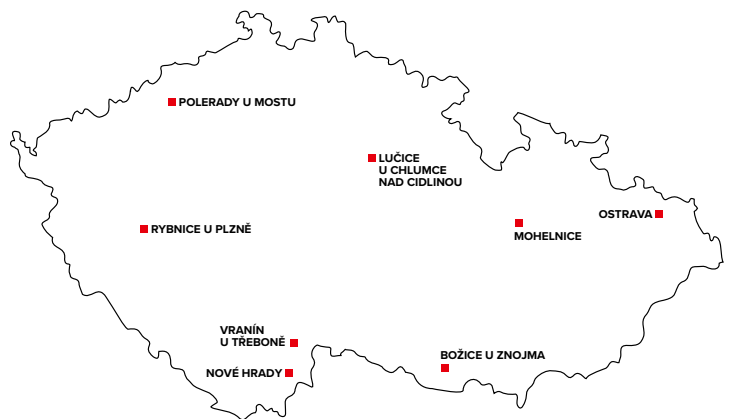 POLERADY U MOSTU
LUČICE
U CHLUMCE
NAD CIDLINOU
OSTRAVA
RYBNICE U PLZNĚ
MOHELNICE
VRANÍN
U TŘEBONĚ
BOŽICE U ZNOJMA
NOVÉ HRADY